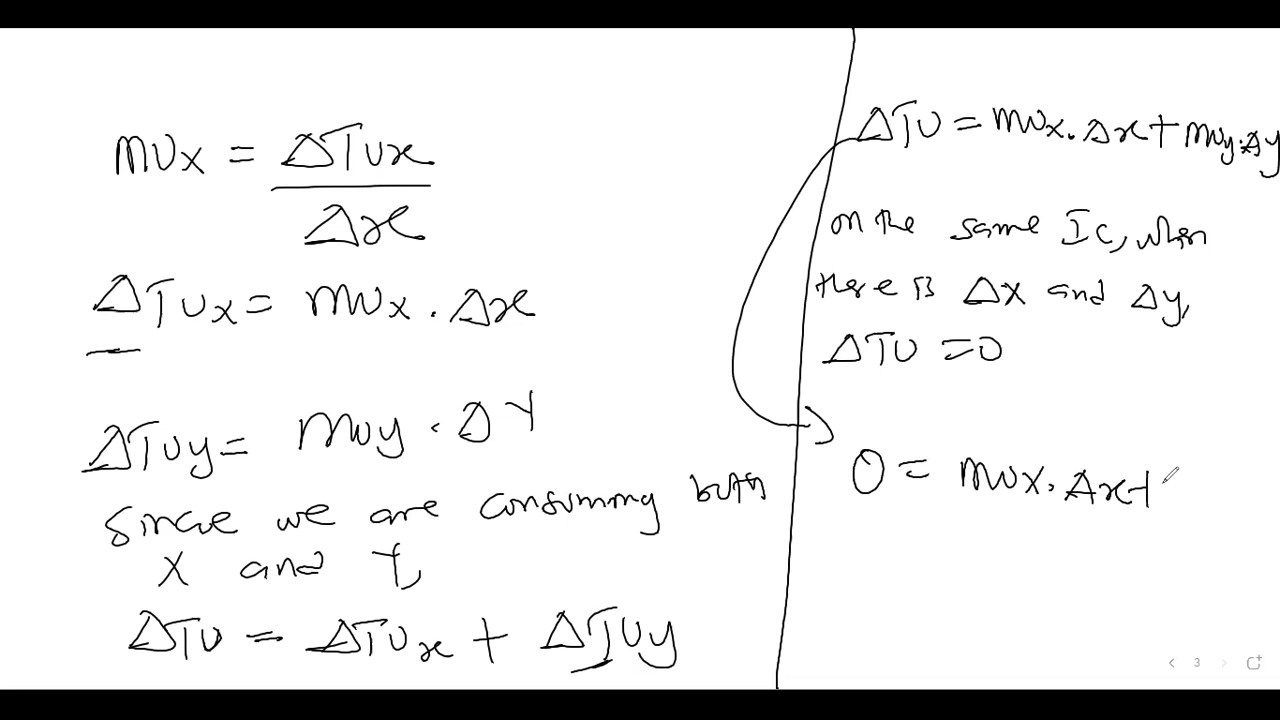 MUx = ΔTUx
Δx
ΔTUx = MUx . Δx
ΔTUy = MUy . ΔY
Since we are consuming both
X and Y,
ΔTU = ΔTUx + ΔTUy
ΔTU = MUx . Δx + MUy . Δy
on the same Ic, when
there is ΔX and Δy,
ΔTU = 0
0 = MUX . Δx +
3